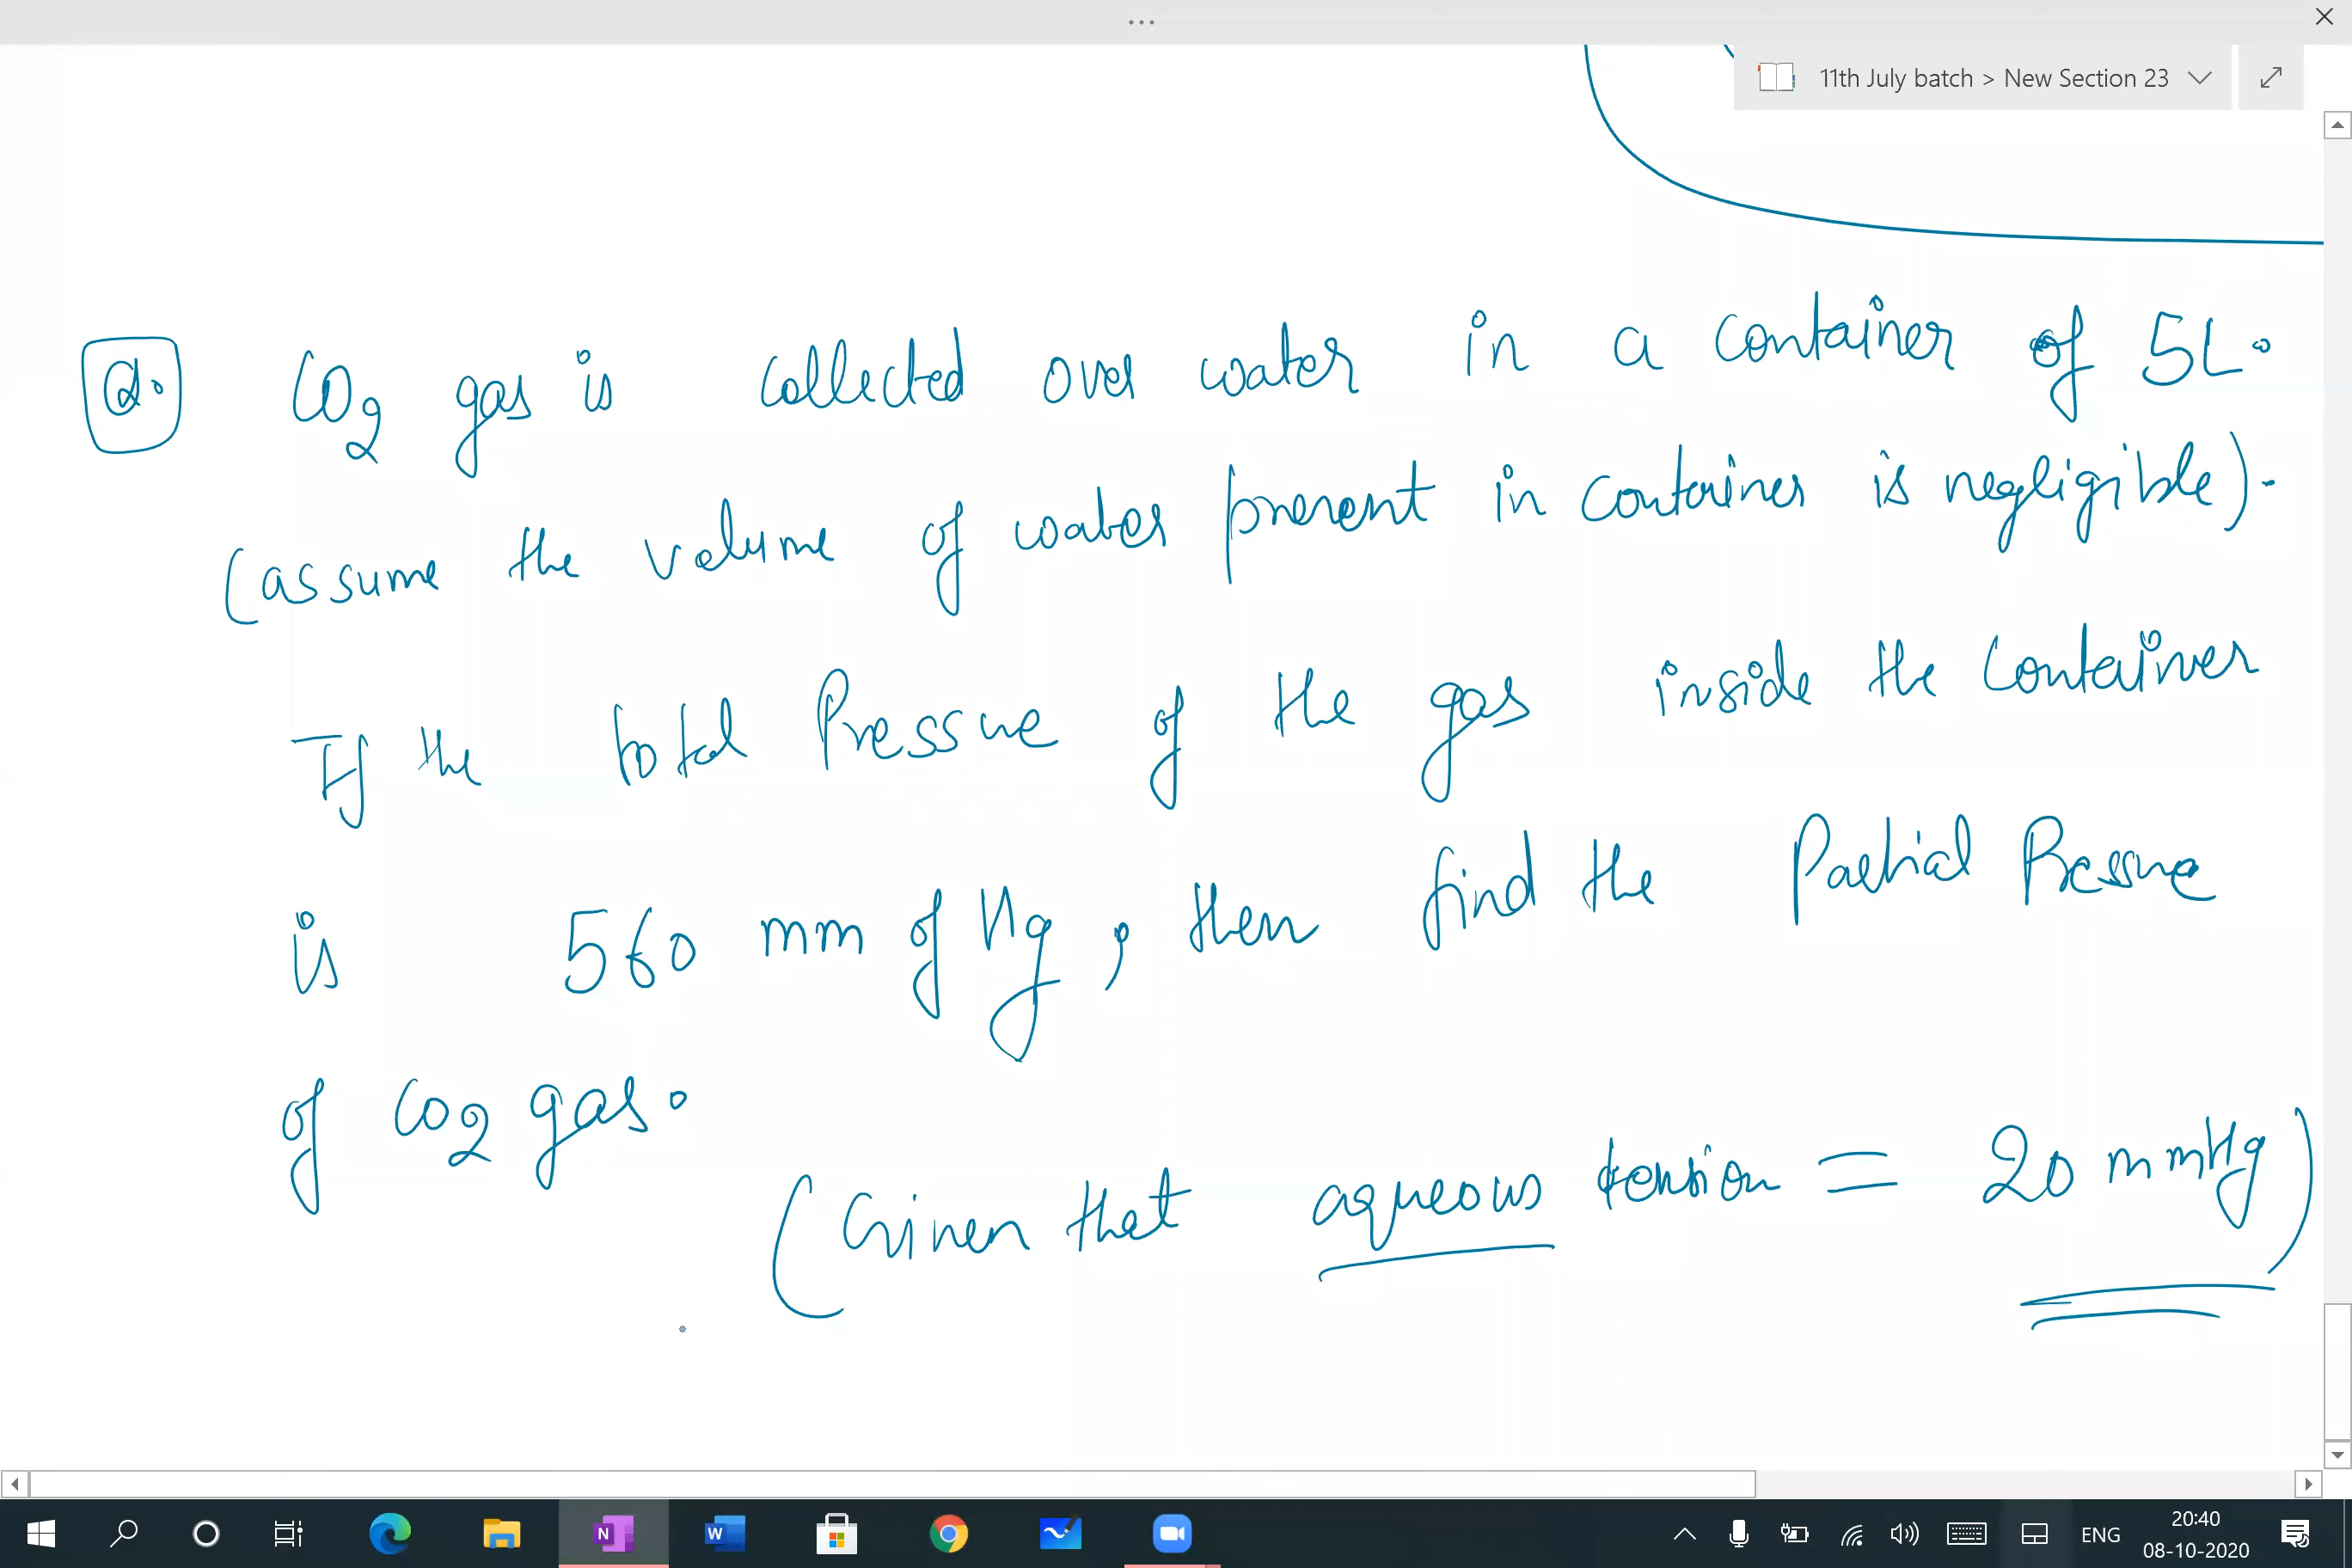 11th July batch > New Section 23
Q. CO2 gas is collected over water in a container of 5L.
(assume the volume of water present in container is negligible).
If the total Pressure of the gas inside the container
is 560 mm of Hg, then find the Partial Pressure
of CO2 gas.
(Given that aqueous tension = 20 mmHg)
ENG
20:40
08-10-2020